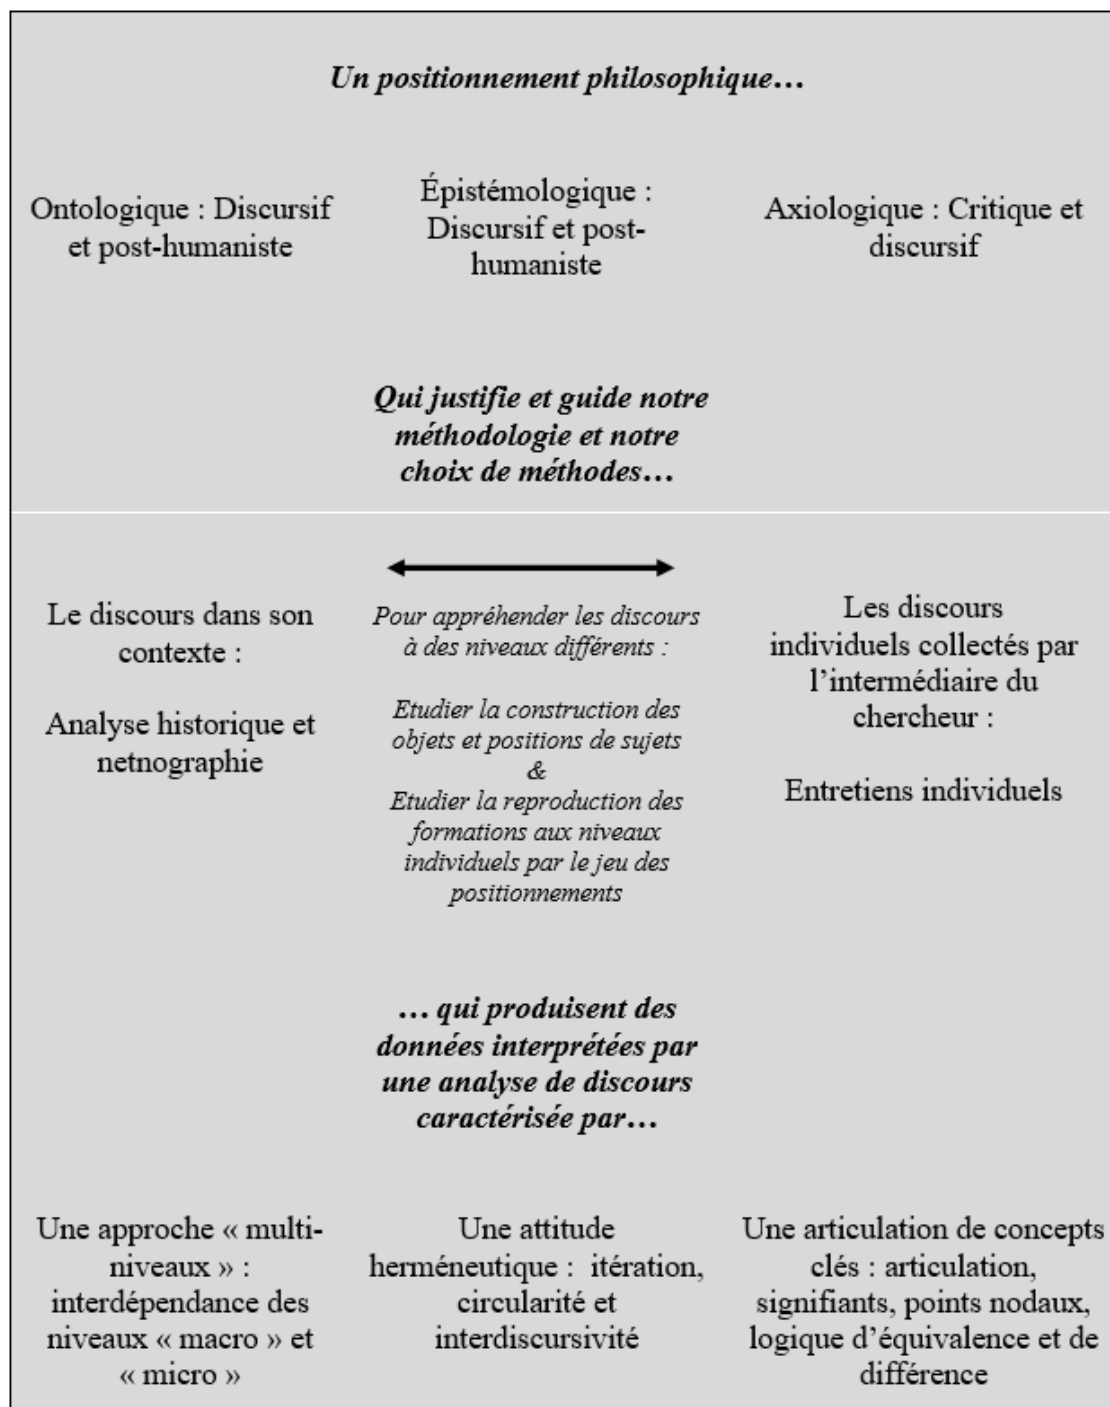 Un positionnement philosophique…
Ontologique : Discursif
et post-humaniste
Épistémologique :
Discursif et post-
humaniste
Axiologique : Critique et
discursif
Qui justifie et guide notre
méthodologie et notre
choix de méthodes…
Le discours dans son
contexte :
Analyse historique et
netnographie
Pour appréhender les discours
à des niveaux différents :
Etudier la construction des
objets et positions de sujets
&
Etudier la reproduction des
formations aux niveaux
individuels par le jeu des
positionnements
Les discours
individuels collectés par
l’intermédiaire du
chercheur :
Entretiens individuels
… qui produisent des
données interprétées par
une analyse de discours
caractérisée par…
Une approche « multi-
niveaux » :
interdépendance des
niveaux « macro » et
« micro »
Une attitude
herméneutique : itération,
circularité et
interdiscursivité
Une articulation de concepts
clés : articulation,
signifiants, points nodaux,
logique d’équivalence et de
différence